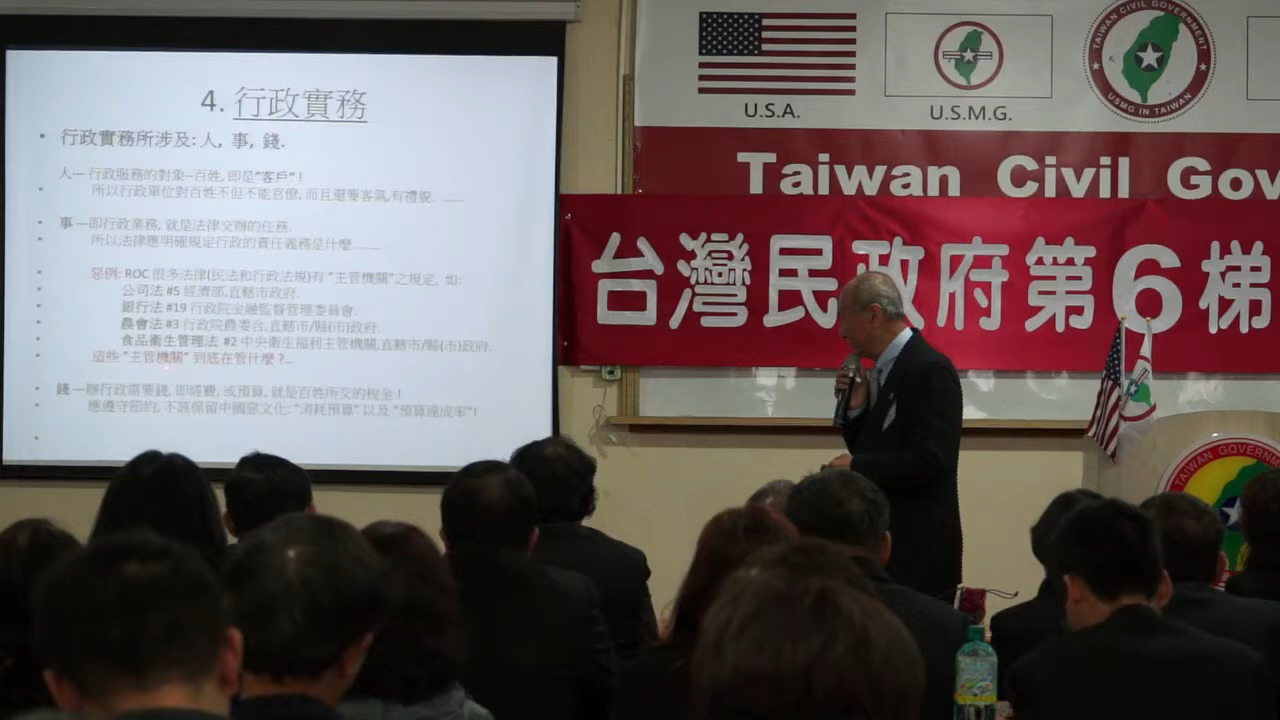 4. 行政實務
• 行政實務所涉及: 人, 事, 錢.
人 — 行政服務的對象–百姓, 即是"客戶" !
• 所以行政單位對百姓不但不能官僚, 而且還要客氣, 有禮貌. ......
• 事 — 即行政業務, 就是法律交辦的任務.
• 所以法律應明確規定行政的責任義務是什麼........
• 惡例: ROC 很多法律(民法和行政法規)有 "主管機關"之規定, 如:
• 公司法 #5 經濟部,直轄市政府.
• 銀行法 #19 行政院金融監督管理委員會.
• 農會法 #3 行政院農委會,直轄市/縣(市)政府.
• 食品衛生管理法 #2 中央衛生福利主管機關,直轄市/縣(市)政府.
• 這些 "主管機關" 到底在管什麼 ?...
• 錢 — 辦行政需要錢, 即經費, 或預算, 就是百姓所交的稅金 !
• 應遵守節約, 不該保留中國惡文化: "消耗預算" 以及 "預算達成率"!
U.S.A.
U.S.M.G.
TAIWAN CIVIL GOVERNMENT
USMG IN TAIWAN
Taiwan Civil Gov
台灣民政府第6梯
TAIWAN GOVERNMENT